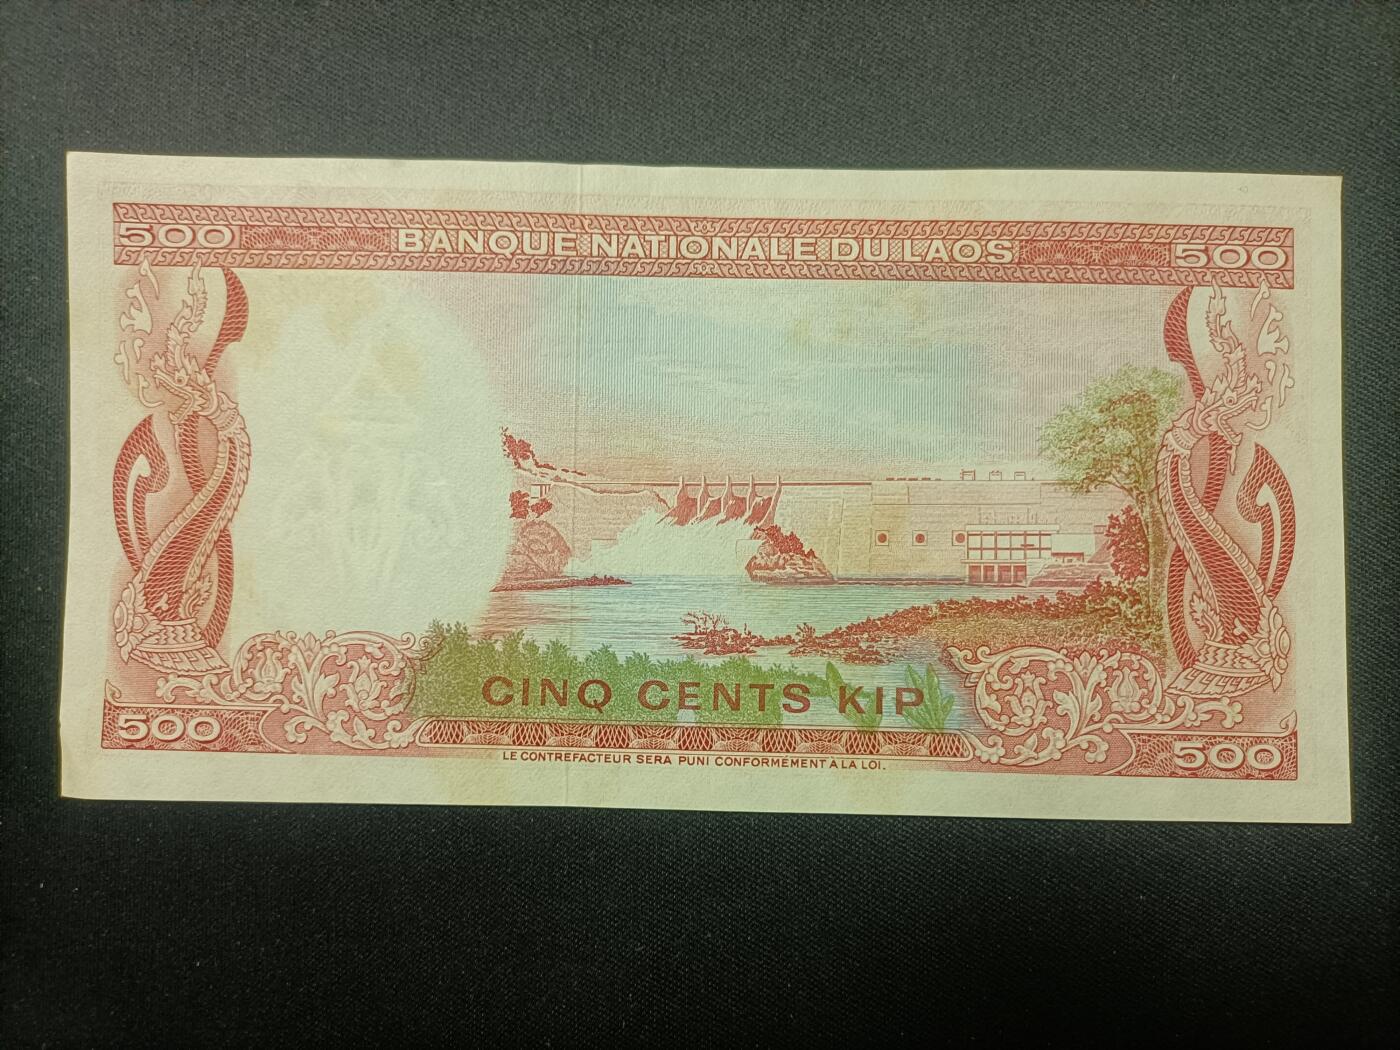 500 BANQUE NATIONALE DU LAOS 500
CINQ CENTS KIP
500 500
LE CONTREFACTEUR SERA PUNI CONFORMÉMENT À LA LOI.